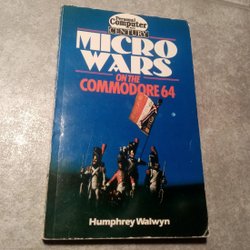 Personal
Computer
CENTURY
MICRO
WARS
ON THE
COMMODORE 64
Humphrey Walwyn